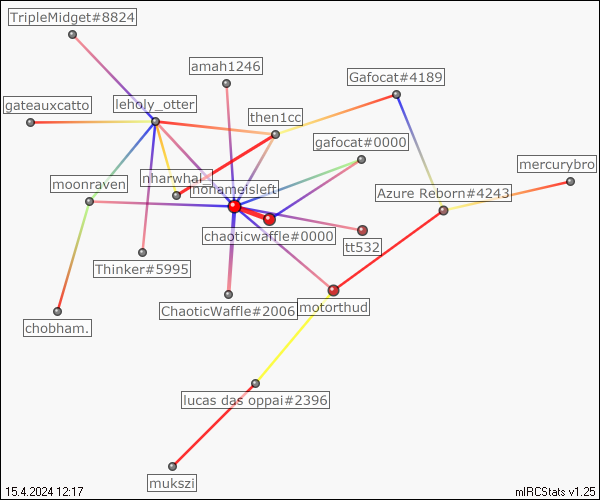 TripleMidget#8824
amah1246
Gafocat#4189
gateauxcatto
leholy_otter
then1cc
gafocat#0000
mercurybro
nharwhal_
moonraven
nonameisleft
Azure Reborn#4243
chaoticwaffle#0000
tt532
Thinker#5995
ChaoticWaffle#2006
motorthud
chobham.
lucas das oppai#2396
mukszi
15.4.2024 12:17
mIRCStats v1.25